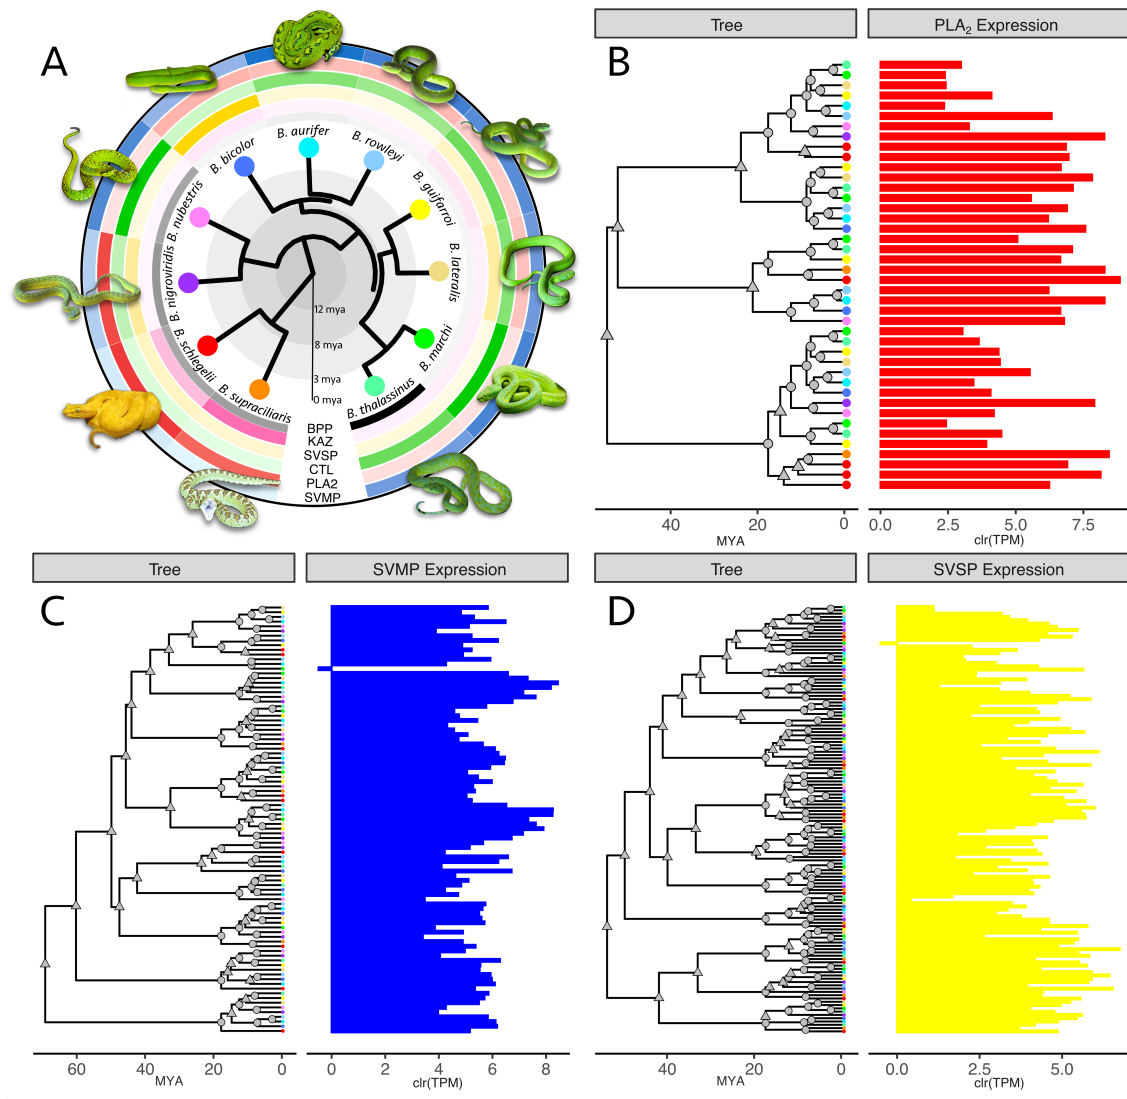 A
B. aurifer
B. rowleyi
B. bicolor
B. guifarroi
B. nubestris
B. lateralis
B. nigroviridis
B. marchi
B. schlegelii
B. thalassinus
B. supraciliaris
12 mya
8 mya
3 mya
0 mya
BPP
KAZ
SVSP
CTL
PLA2
SVMP
B
Tree
PLA₂ Expression
40 20 0
MYA
0.0 2.5 5.0 7.5
clr(TPM)
C
Tree
SVMP Expression
60 40 20 0
MYA
0 2 4 6 8
clr(TPM)
D
Tree
SVSP Expression
40 20 0
MYA
0.0 2.5 5.0
clr(TPM)